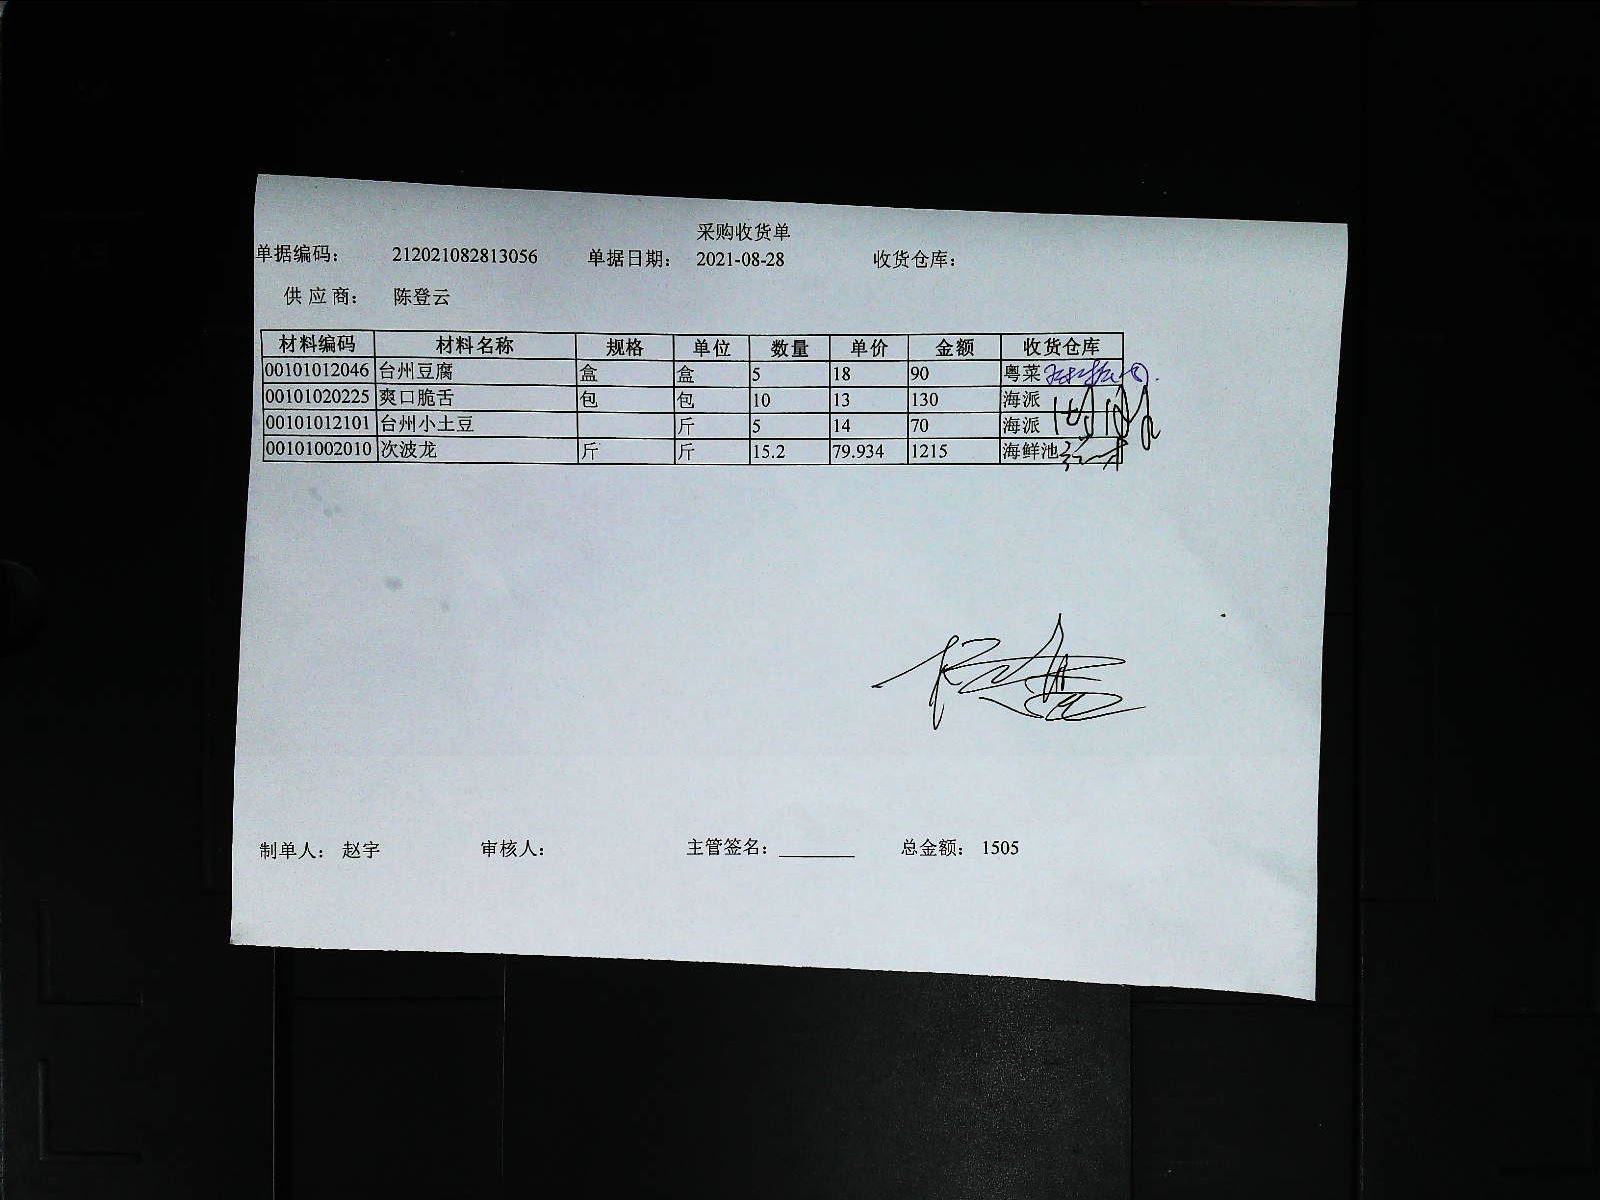 采购收货单
单据编码： 212021082813056 单据日期： 2021-08-28 收货仓库：
供 应 商： 陈登云
材料编码 材料名称 规格 单位 数量 单价 金额 收货仓库
00101012046 台州豆腐 盒 盒 5 18 90 粤菜
00101020225 爽口脆舌 包 包 10 13 130 海派
00101012101 台州小土豆 斤 5 14 70 海派
00101002010 次波龙 斤 斤 15.2 79.934 1215 海鲜池
制单人： 赵宇 审核人： 主管签名： 总金额： 1505